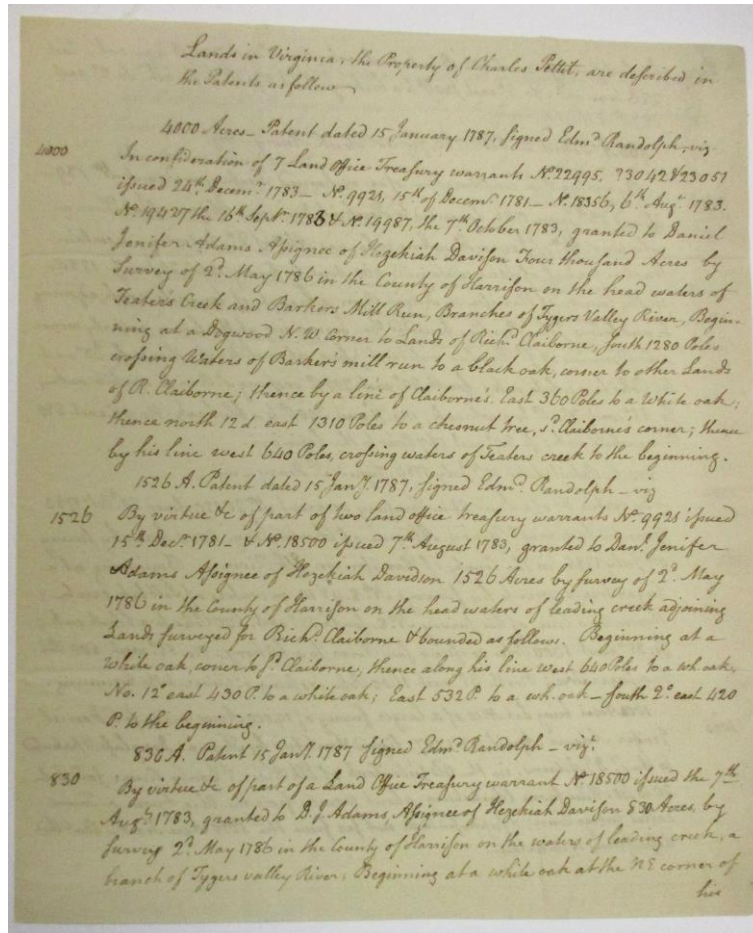 Lands in Virginia, the Property of Charles Pettit, are described in
the Patents as follow
4000 Acres - Patent dated 15 January 1787, signed Edmd. Randolph, viz
4000
In consideration of 7 Land Office Treasury warrants No. 22995. 23042 & 23051
issued 24th. Decemr. 1783 - No. 9921, 15th of Decemr. 1781 - No. 18356, 6th. Augt. 1783.
No. 19427 the 16th Septr. 1783 & No. 19987, the 7th October 1783, granted to Daniel
Jenifer Adams Assignee of Hezekiah Davison Four thousand Acres by
Survey of 2d. May 1786 in the County of Harrison on the head waters of
Teater's Creek and Barkers Mill Run, Branches of Tygers Valley River, Begin-
ning at a Dogwood N.W Corner to Lands of Richd. Claiborne, South 1280 Poles
crossing Waters of Barker's mill run to a black oak, corner to other Lands
of R. Claiborne; thence by a line of Claiborne's East 360 Poles to a White oak;
thence north 12 d. east 1310 Poles to a chesnut tree, sd. Claiborne's corner; thence
by his line west 640 Poles, crossing waters of Teaters creek to the beginning.
1526 A. Patent dated 15 Jany. 1787, signed Edmd. Randolph - viz
1526
By virtue &c of part of two land office treasury warrants No. 9921 issued
15th Decr. 1781 - & No. 18500 issued 7th August 1783, granted to Danl. Jenifer
Adams Assignee of Hezekiah Davidson 1526 Acres by survey of 2d. May
1786 in the County of Harrison on the head waters of leading creek adjoining
Lands surveyed for Richd. Claiborne & bounded as follows. Beginning at a
white oak, corner to sd. Claiborne, thence along his line west 640 Poles to a wh oak,
No. 12° east 430 P. to a white oak; East 532 P. to a wh. oak - South 2° east 420
P. to the beginning.
830 A. Patent 15 Jany. 1787 signed Edmd. Randolph - vizt.
830
By virtue &c of part of a Land Office Treasury warrant No 18500 issued the 7th
Augt. 1783, granted to D. J. Adams, Assignee of Hezekiah Davison 830 Acres, by
survey 2d. May 1786 in the County of Harrison on the waters of leading creek, a
branch of Tygers valley River; Beginning at a white oak at the NE corner of